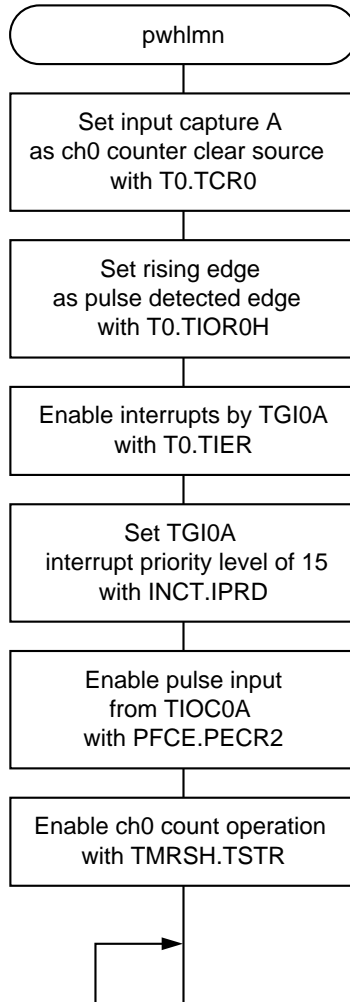 pwhlmn
Set input capture A
as ch0 counter clear source
with T0.TCR0
Set rising edge
as pulse detected edge
with T0.TIOR0H
Enable interrupts by TGI0A
with T0.TIER
Set TGI0A
interrupt priority level of 15
with INCT.IPRD
Enable pulse input
from TIOC0A
with PFCE.PECR2
Enable ch0 count operation
with TMRSH.TSTR